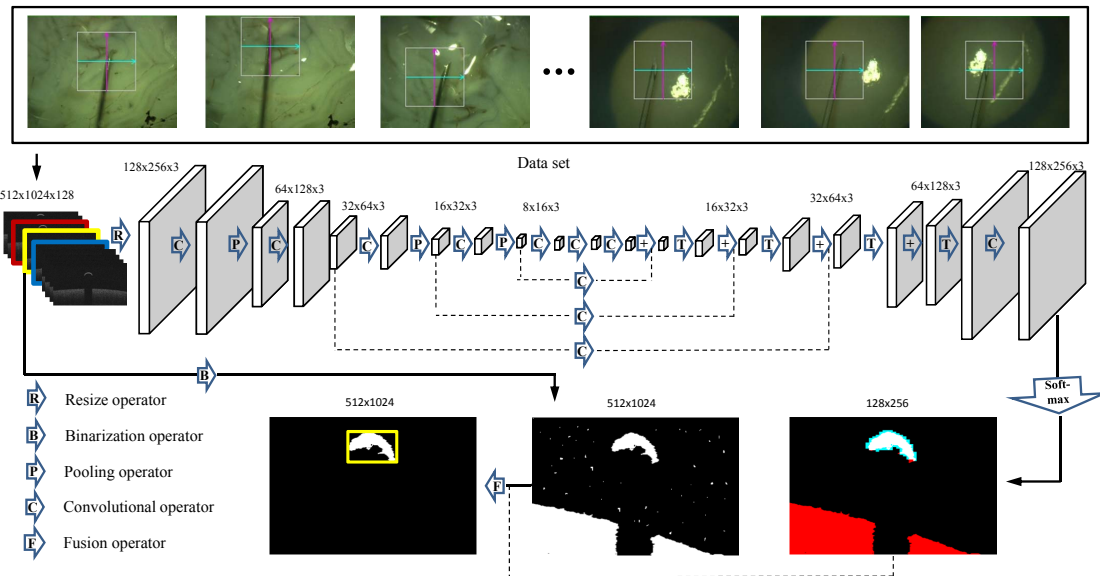 Data set
512x1024x128
128x256x3
64x128x3
32x64x3
16x32x3
8x16x3
16x32x3
32x64x3
64x128x3
128x256x3
R
C
P
C
C
P
C
P
C
C
C
+
T
+
T
+
T
+
T
C
C
C
C
B
Soft-
max
R Resize operator
B Binarization operator
P Pooling operator
C Convolutional operator
F Fusion operator
512x1024
512x1024
128x256
F